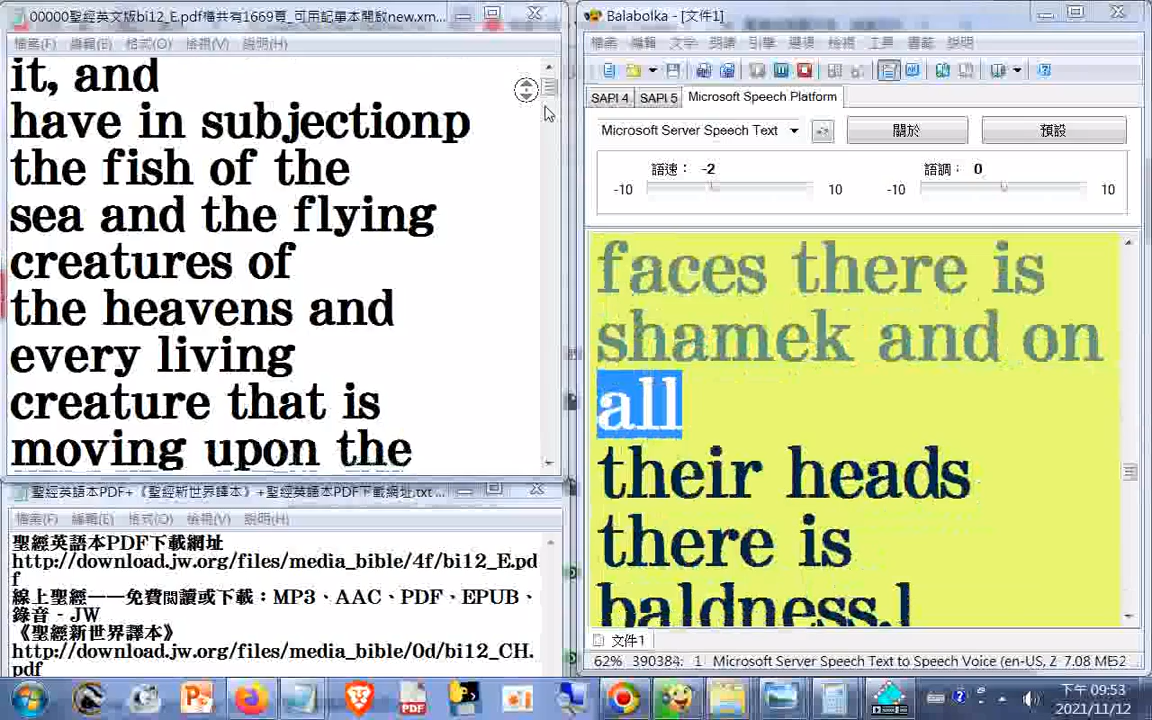 00000聖經英文版bi12_E.pdf檔共有1669頁_可用記事本開啟new.xm...
檔案(F) 編輯(E) 格式(O) 檢視(V) 說明(H)
it, and
have in subjectionp
the fish of the
sea and the flying
creatures of
the heavens and
every living
creature that is
moving upon the
聖經英語本PDF+《聖經新世界譯本》+聖經英語本PDF下載網址.txt ...
檔案(F) 編輯(E) 格式(O) 檢視(V) 說明(H)
聖經英語本PDF下載網址
http://download.jw.org/files/media_bible/4f/bi12_E.pd
f
線上聖經——免費閱讀或下載：MP3、AAC、PDF、EPUB、
錄音 - JW
《聖經新世界譯本》
http://download.jw.org/files/media_bible/0d/bi12_CH.
pdf
Balabolka - [文件1]
檔案 編輯 文字 朗讀 引擎 選項 檢視 工具 書籤 說明
SAPI 4 SAPI 5 Microsoft Speech Platform
Microsoft Server Speech Text 關於 預設
語速： -2 語調： 0
-10 10 -10 10
faces there is
shamek and on
all
their heads
there is
baldness.l
文件1
62% 390384: 1 Microsoft Server Speech Text to Speech Voice (en-US, Z 7.08 ME52
PDF
下午 09:53
2021/11/12